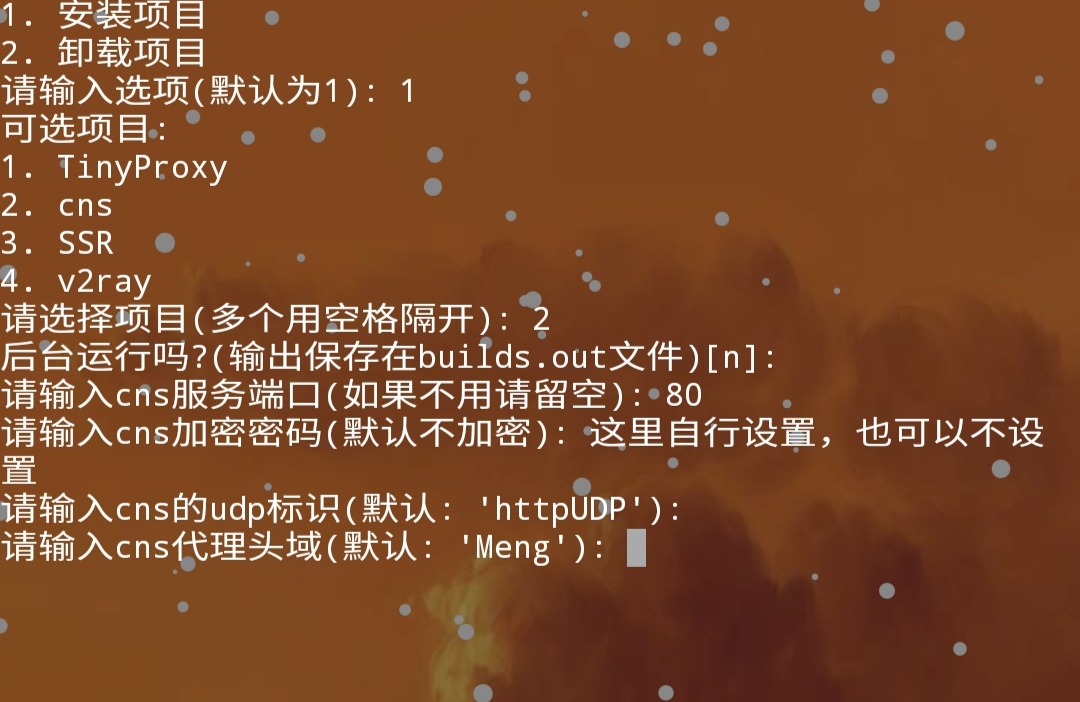 1. 安装项目
2. 卸载项目
请输入选项(默认为1): 1
可选项目:
1. TinyProxy
2. cns
3. SSR
4. v2ray
请选择项目(多个用空格隔开): 2
后台运行吗?(输出保存在builds.out文件)[n]:
请输入cns服务端口(如果不用请留空): 80
请输入cns加密密码(默认不加密): 这里自行设置，也可以不设
置
请输入cns的udp标识(默认: 'httpUDP'):
请输入cns代理头域(默认: 'Meng'):